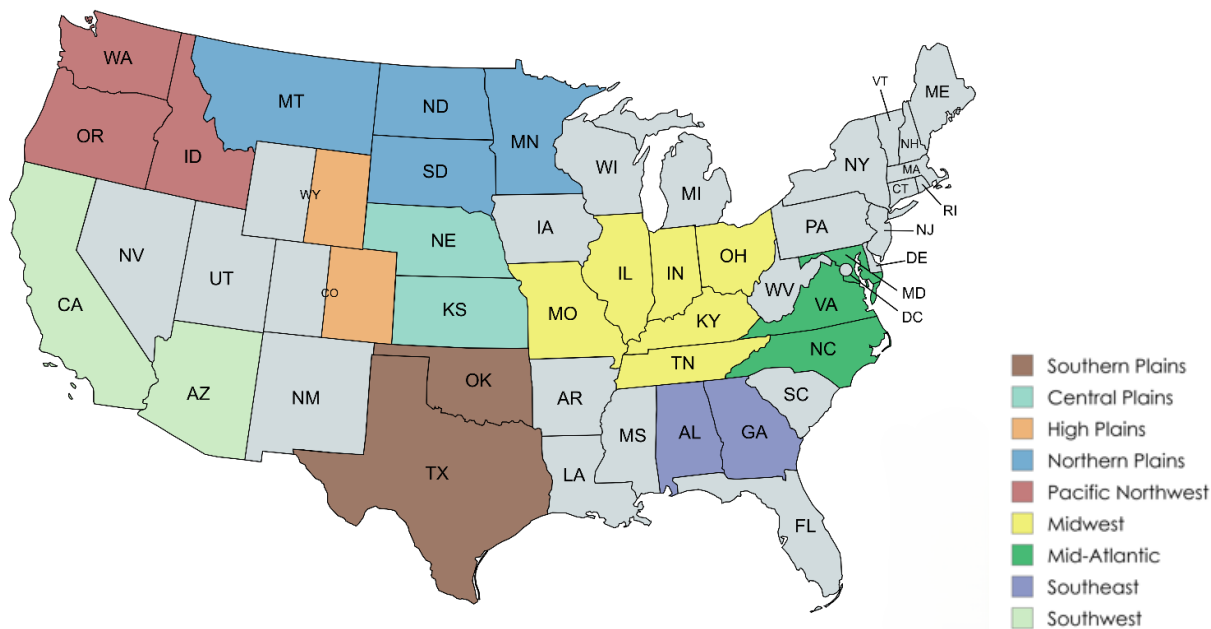 WA
MT
ND
MN
OR
ID
SD
WY
WI
MI
VT
ME
NH
NY
MA
CT
RI
NV
UT
CO
NE
IA
IL
IN
OH
PA
NJ
DE
MD
DC
WV
VA
CA
KS
MO
KY
NC
AZ
NM
OK
AR
TN
SC
TX
LA
MS
AL
GA
FL
Southern Plains
Central Plains
High Plains
Northern Plains
Pacific Northwest
Midwest
Mid-Atlantic
Southeast
Southwest